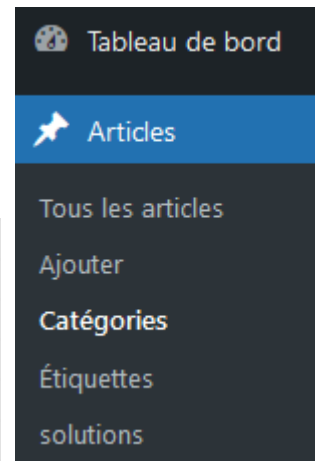 Tableau de bord
Articles
Tous les articles
Ajouter
Catégories
Étiquettes
solutions